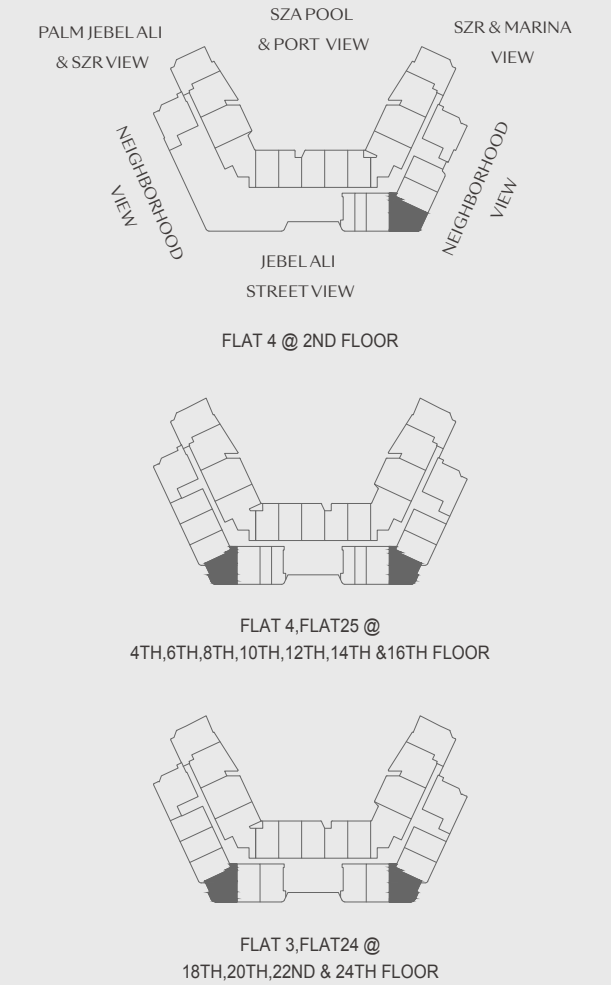 PALM JEBEL ALI
& SZR VIEW
SZA POOL
& PORT VIEW
SZR & MARINA
VIEW
NEIGHBORHOOD
VIEW
NEIGHBORHOOD
VIEW
JEBEL ALI
STREET VIEW
FLAT 4 @ 2ND FLOOR
FLAT 4,FLAT25 @
4TH,6TH,8TH,10TH,12TH,14TH &16TH FLOOR
FLAT 3,FLAT24 @
18TH,20TH,22ND & 24TH FLOOR